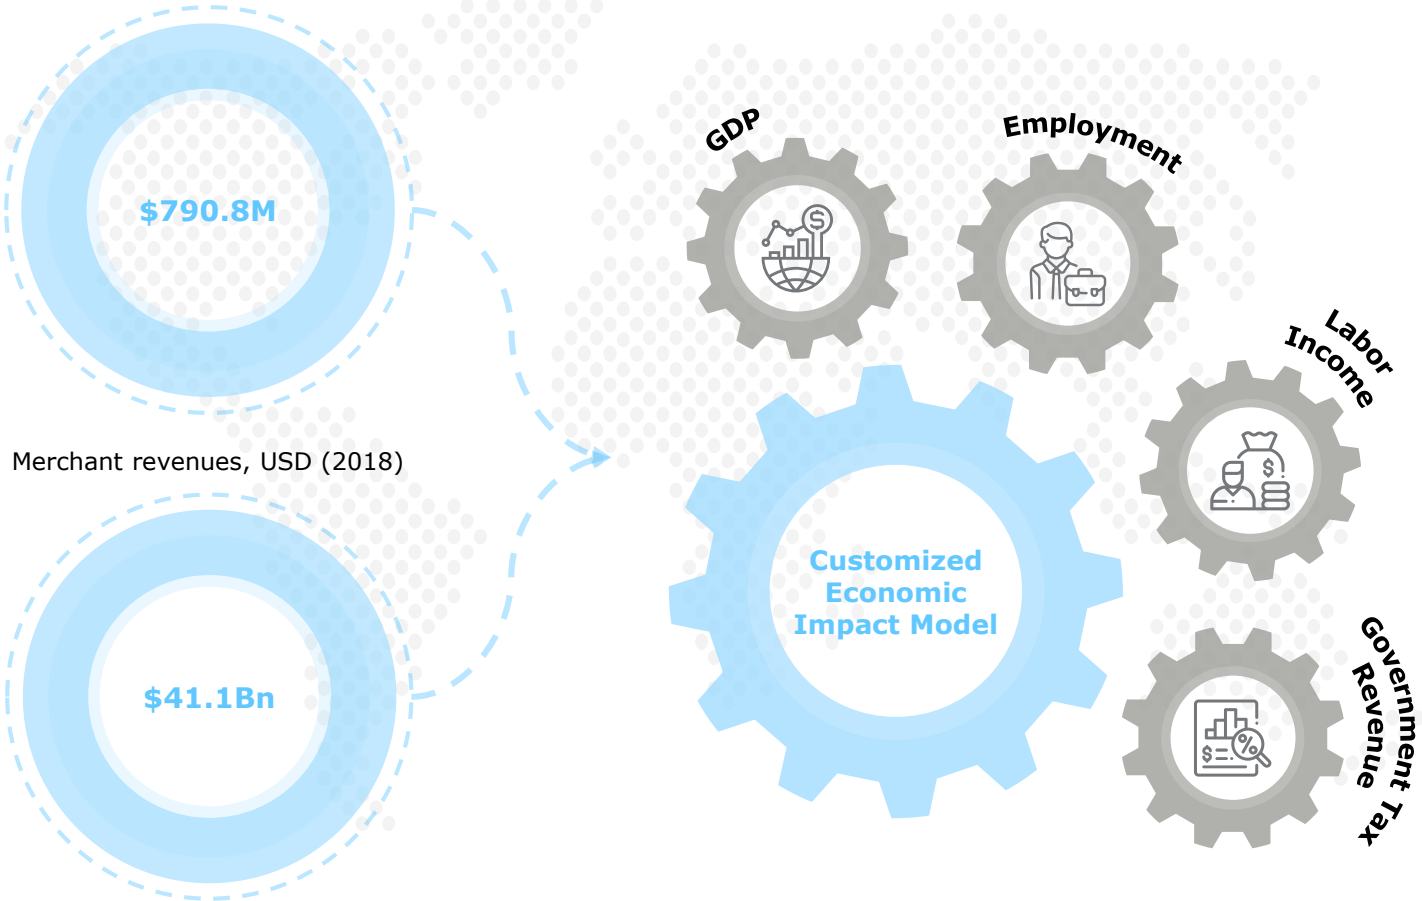 $790.8M
Merchant revenues, USD (2018)
$41.1Bn
GDP
Employment
Labor
Income
Customized
Economic
Impact Model
Government Tax
Revenue
$
$
$
%